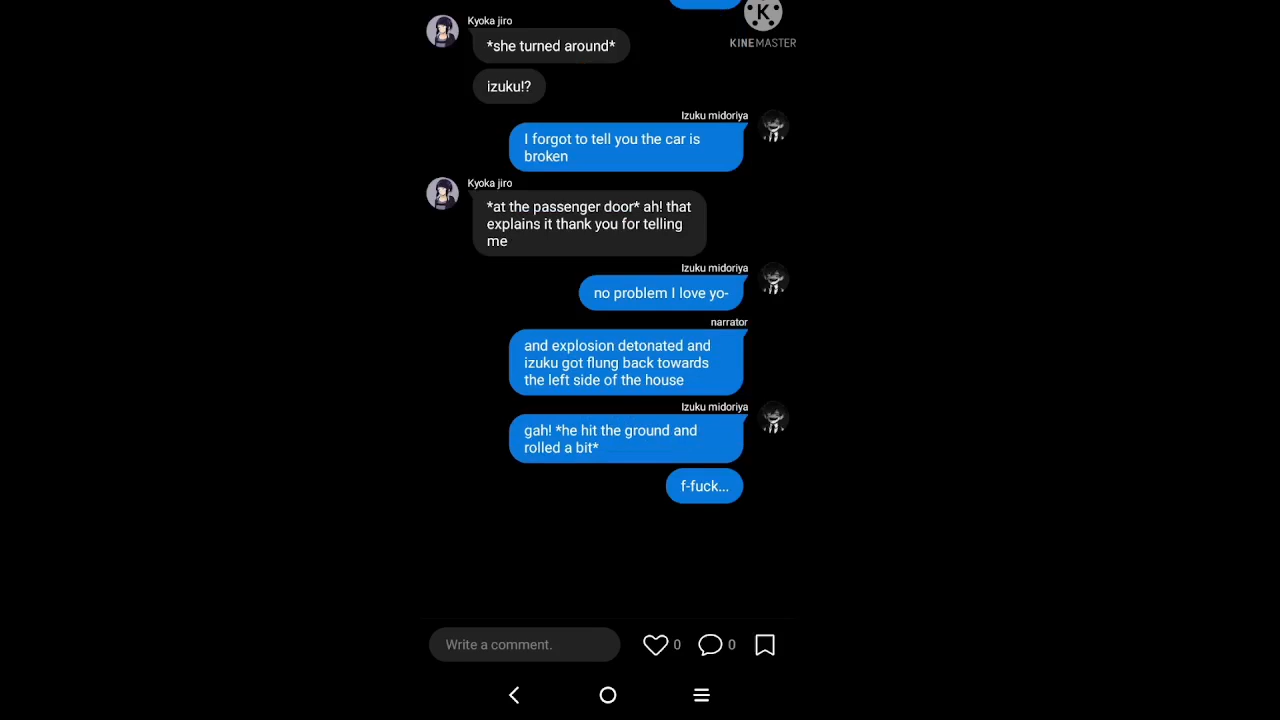 Kyoka jiro
K
KINEMASTER
*she turned around*
izuku!?
Izuku midoriya
I forgot to tell you the car is
broken
Kyoka jiro
*at the passenger door* ah! that
explains it thank you for telling
me
Izuku midoriya
no problem I love yo-
narrator
and explosion detonated and
izuku got flung back towards
the left side of the house
Izuku midoriya
gah! *he hit the ground and
rolled a bit*
f-fuck...
Write a comment.
0
0